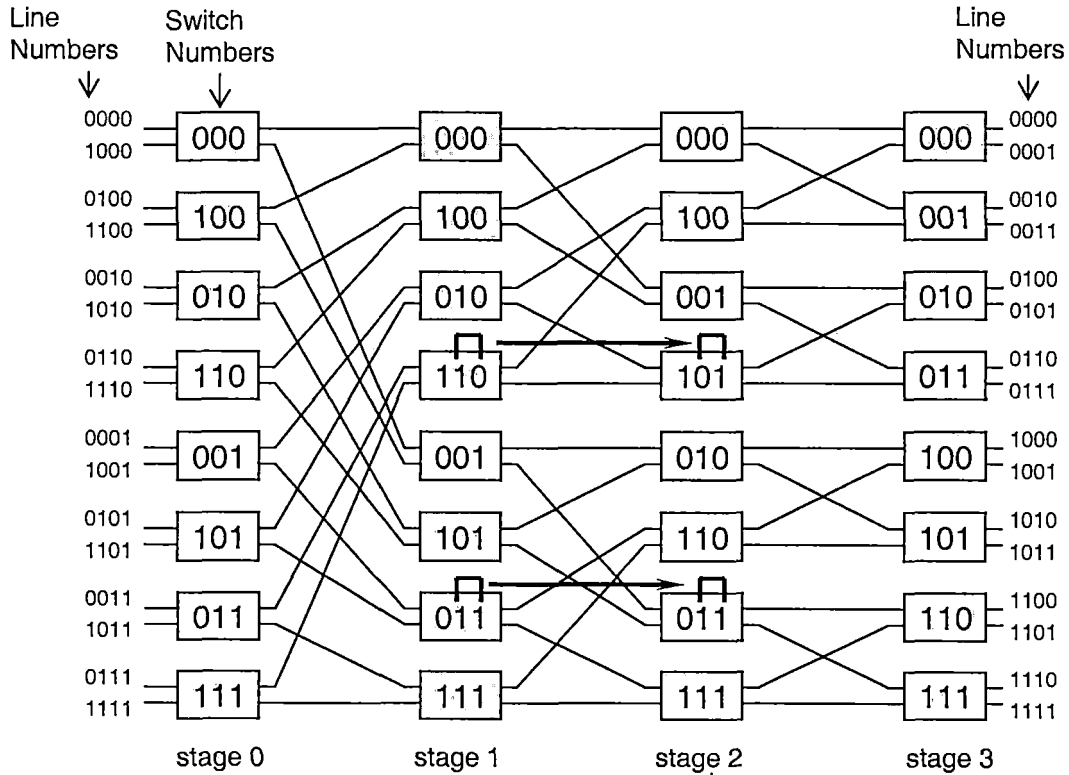 Line Numbers
Switch Numbers
Line Numbers
0000 000 000 000 000 0000
1000 0001
0100 100 100 100 001 0010
1100 0011
0010 010 010 001 010 0100
1010 0101
0110 110 110 101 011 0110
1110 0111
0001 001 001 010 100 1000
1001 1001
0101 101 101 110 101 1010
1101 1011
0011 011 011 011 110 1100
1011 1101
0111 111 111 111 111 1110
1111 1111
stage 0 stage 1 stage 2 stage 3